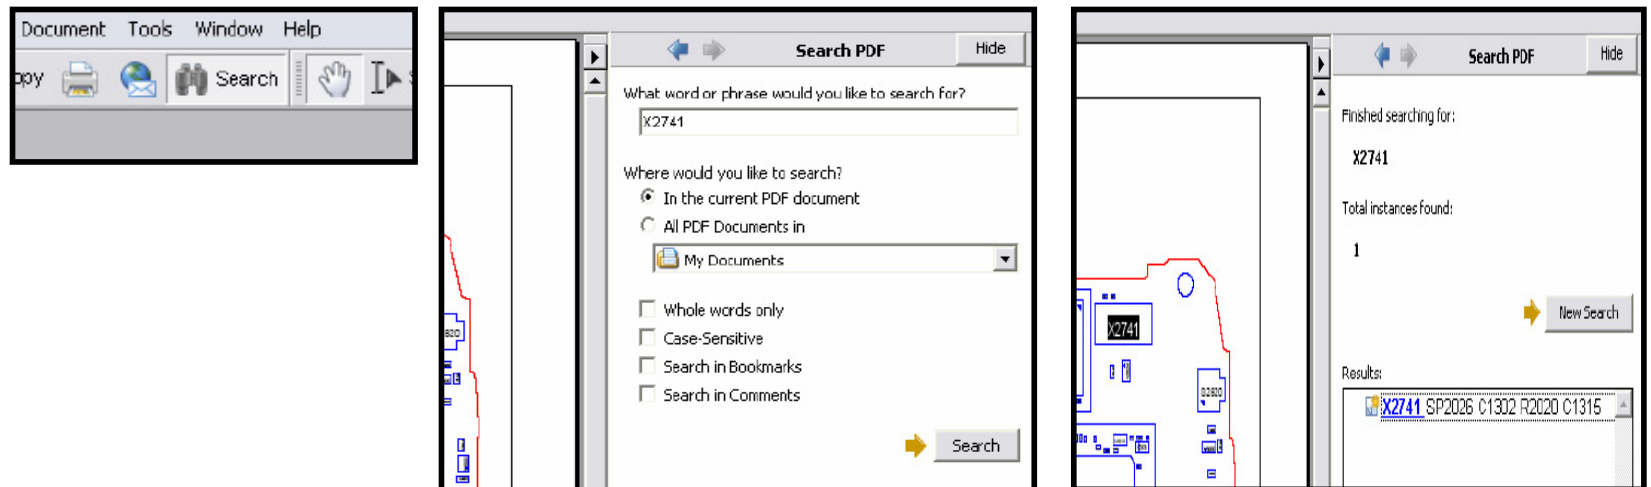 Document Tools Window Help
opy Search
Search PDF Hide
What word or phrase would you like to search for?
X2741
Where would you like to search?
In the current PDF document
All PDF Documents in
My Documents
Whole words only
Case-Sensitive
Search in Bookmarks
Search in Comments
Search
Search PDF Hide
Finished searching for:
X2741
Total instances found:
1
New Search
Results:
X2741 SP2026 C1302 R2020 C1315
X2741